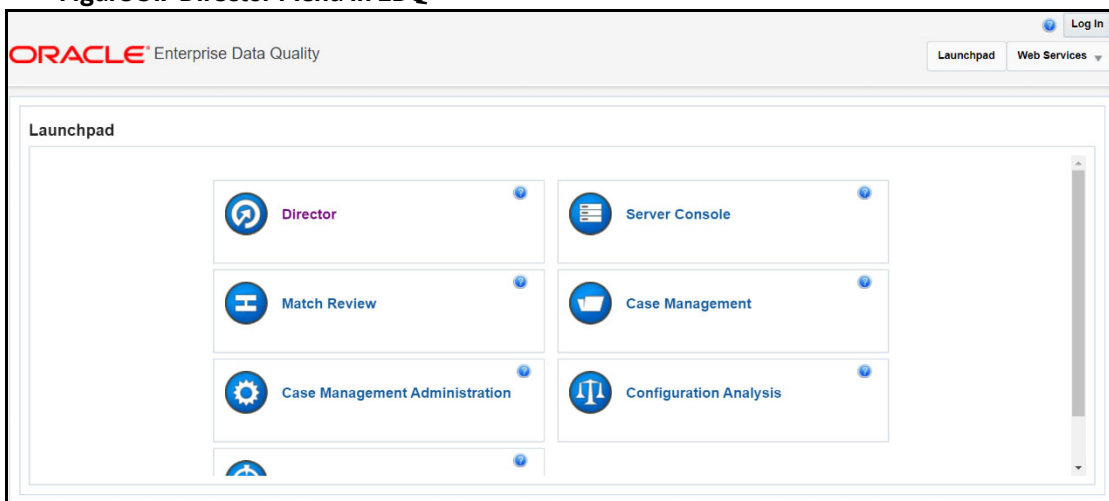 Log In
ORACLE® Enterprise Data Quality
Launchpad Web Services
Launchpad
Director Server Console
Match Review Case Management
Case Management Administration Configuration Analysis